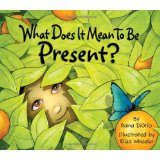 What Does It Mean To Be
Present?
By
Rana DiOrio
Illustrated by
Eliza Wheeler